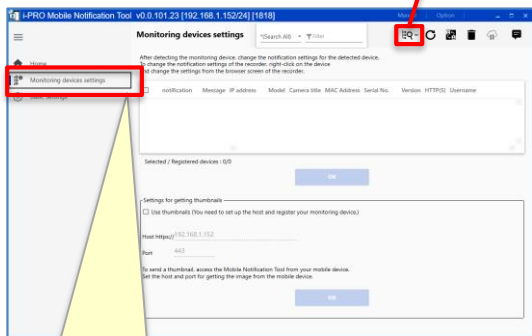 i-PRO Mobile Notification Tool v0.0.101.23 [192.168.1.152/24] [1818]
Option
Monitoring devices settings
(Search All)
Filter
After detecting the monitoring device, change the notification settings for the detected device.
To change the notification settings of the recorder, right-click on the device
and change the settings from the browser screen of the recorder.
Home
Monitoring devices settings
settings
notification Message IP address Model Camera title MAC Address Serial No. Version HTTP(S) Username
Selected / Registered devices : 0/0
OK
Settings for getting thumbnails
Use thumbnails (You need to set up the host and register your monitoring device.)
Host https:// 192.168.1.152
Port 443
To send a thumbnail, access the Mobile Notification Tool from your mobile device.
Set the host and port for getting the image from the mobile device.
OK